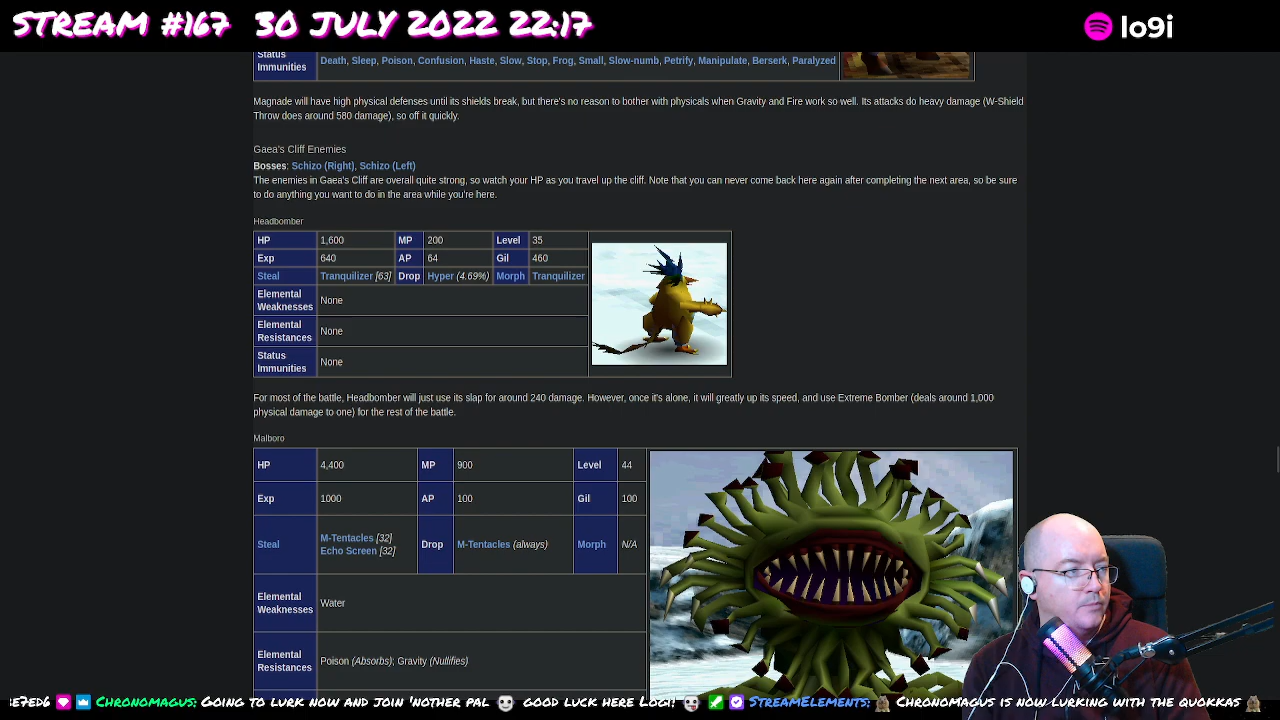 STREAM #167 30 JULY 2022 22:17
lo9i
Status
Immunities
Death, Sleep, Poison, Confusion, Haste, Slow, Stop, Frog, Small, Slow-numb, Petrify, Manipulate, Berserk, Paralyzed
Magnade will have high physical defenses until its shields break, but there's no reason to bother with physicals when Gravity and Fire work so well. Its attacks do heavy damage (W-Shield
Throw does around 580 damage), so off it quickly.
Gaea's Cliff Enemies
Bosses: Schizo (Right), Schizo (Left)
The enemies in Gaea's Cliff are overall quite strong, so watch your HP as you travel up the cliff. Note that you can never come back here again after completing the next area, so be sure
to do anything you want to do in the area while you're here.
Headbomber
HP 1,600 MP 200 Level 35
Exp 640 AP 64 Gil 460
Steal Tranquilizer [63] Drop Hyper (4.69%) Morph Tranquilizer
Elemental
Weaknesses
None
Elemental
Resistances
None
Status
Immunities
None
For most of the battle, Headbomber will just use its slap for around 240 damage. However, once it's alone, it will greatly up its speed, and use Extreme Bomber (deals around 1,000
physical damage to one) for the rest of the battle.
Malboro
HP 4,400 MP 900 Level 44
Exp 1000 AP 100 Gil 100
Steal M-Tentacles [32]
Echo Screen [32]
Drop M-Tentacles (always) Morph N/A
Elemental
Weaknesses
Water
Elemental
Resistances
Poison (Absorbs), Gravity (Nullifies)
Chronomagus: Going to lurk now and join 'nother pal Good luck here Logi! StreamElements: Chronomagus is now lurking with the quokkas